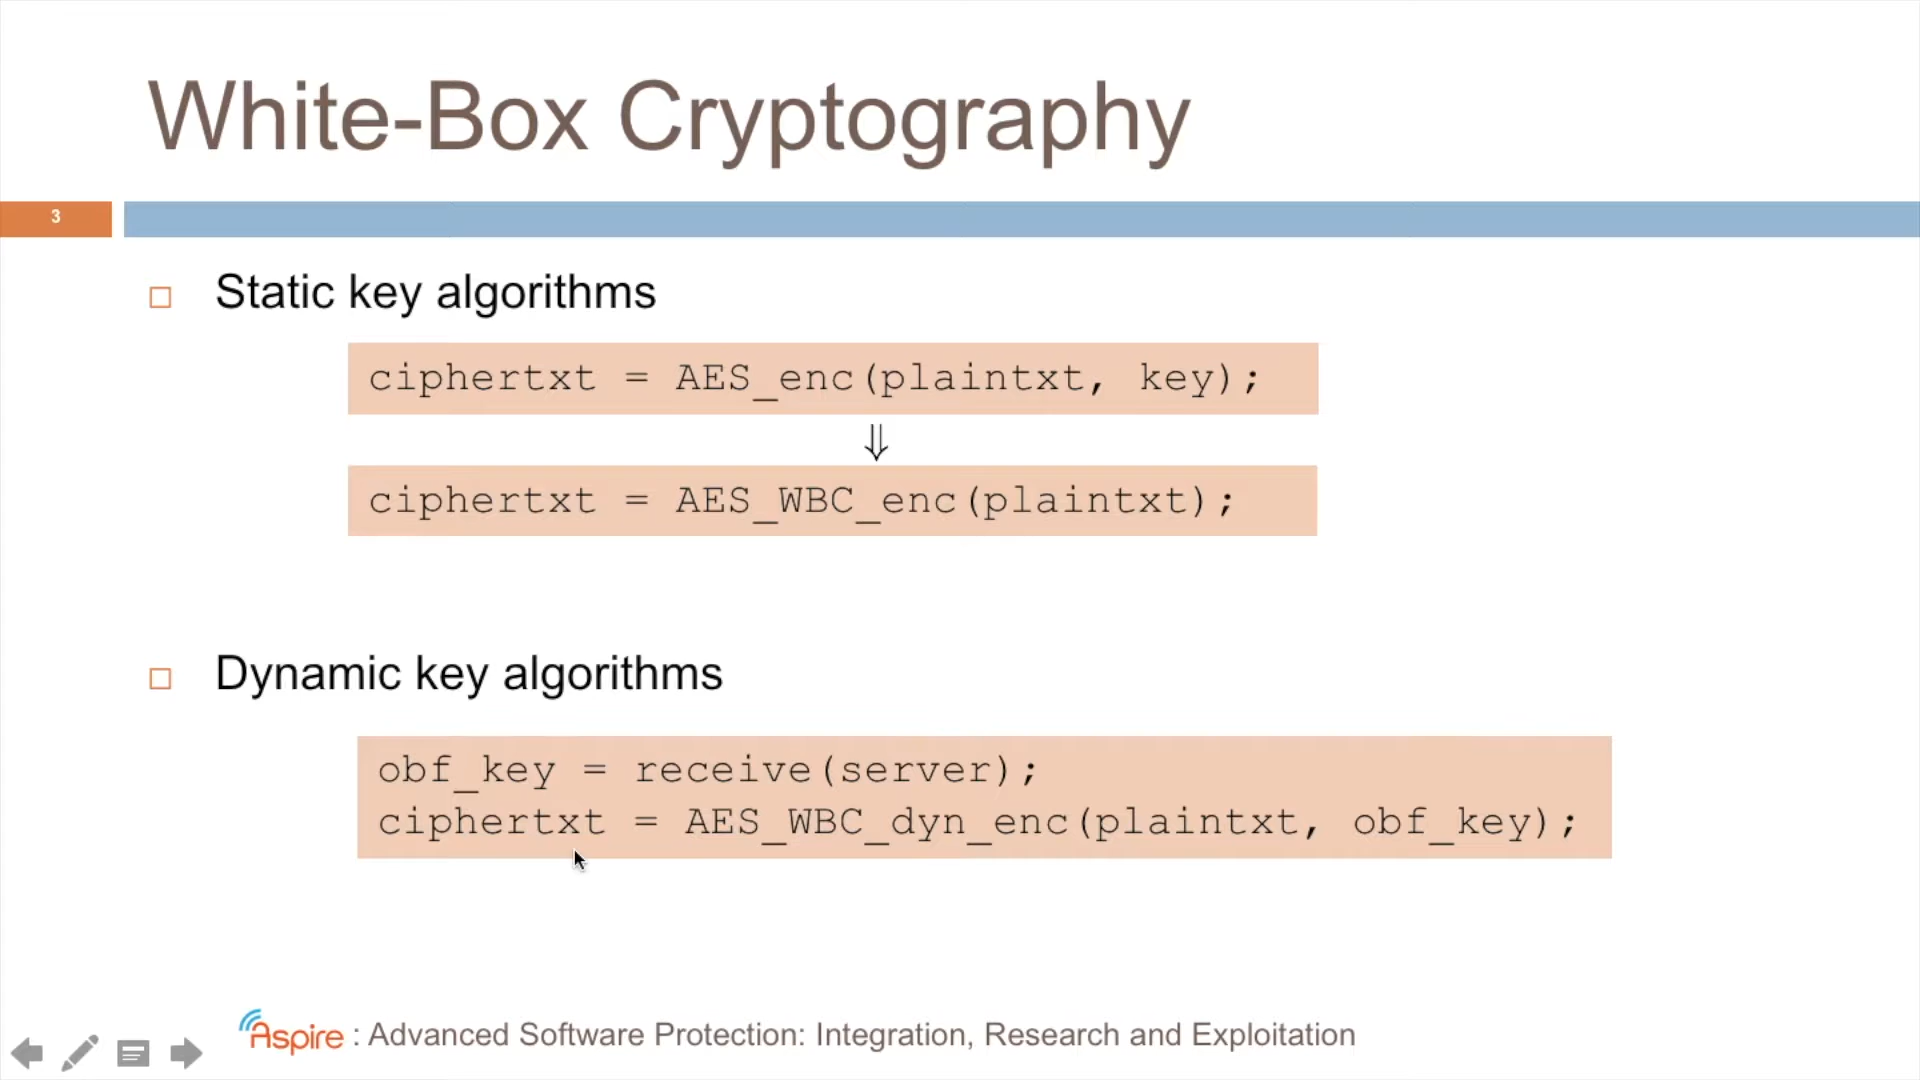 White-Box Cryptography
3
Static key algorithms
ciphertxt = AES_enc(plaintxt, key);
⇓
ciphertxt = AES_WBC_enc(plaintxt);
Dynamic key algorithms
obf_key = receive(server);
ciphertxt = AES_WBC_dyn_enc(plaintxt, obf_key);
Aspire : Advanced Software Protection: Integration, Research and Exploitation